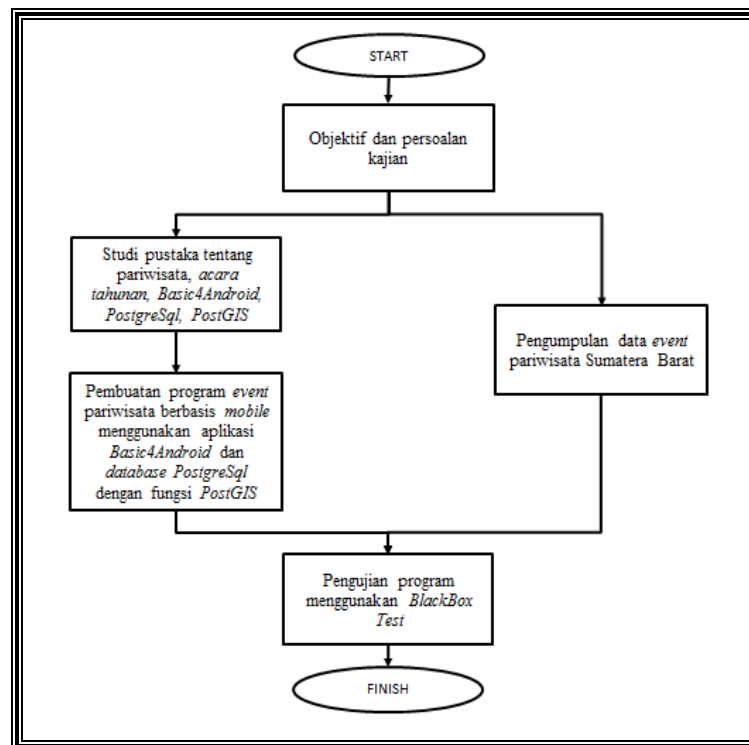 START
Objektif dan persoalan
kajian
Studi pustaka tentang
pariwisata, acara
tahunan, Basic4Android,
PostgreSql, PostGIS
Pengumpulan data event
pariwisata Sumatera Barat
Pembuatan program event
pariwisata berbasis mobile
menggunakan aplikasi
Basic4Android dan
database PostgreSql
dengan fungsi PostGIS
Pengujian program
menggunakan BlackBox
Test
FINISH